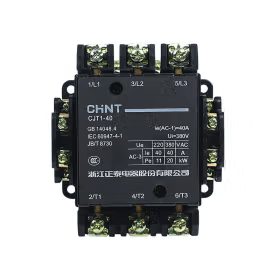 1/L1 3/L2 5/L3
CHNT
CJT1-40
Ie(AC-1)=40A
GB 14048.4
Ui=380V
IEC 60947-4-1
JB/T 8730
Ue 220 380 VAC
AC-3 Ie 40 40 A
Pe 11 20 kW
浙江正泰电器股份有限公司
2/T1 4/T2 6/T3